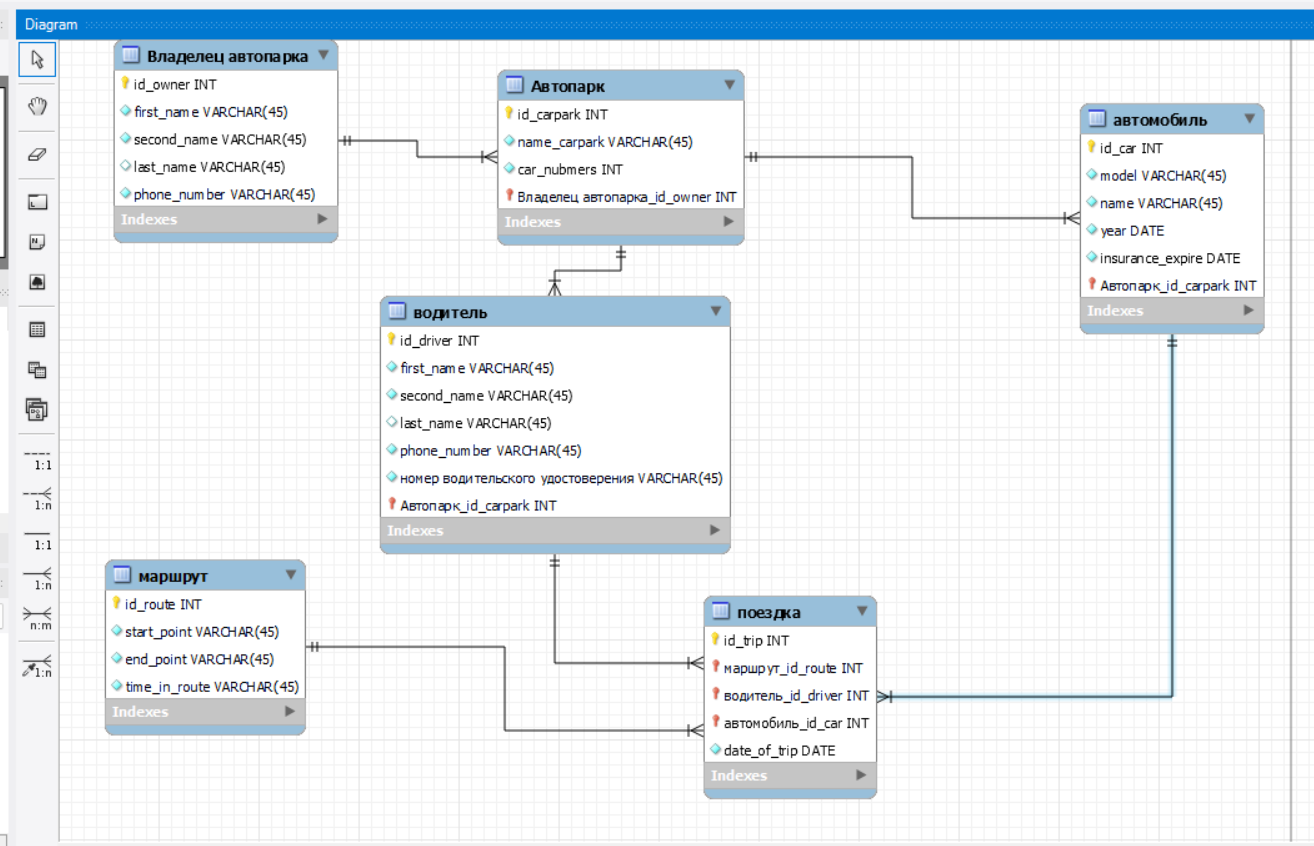 Diagram
Владелец автопарка
id_owner INT
first_name VARCHAR(45)
second_name VARCHAR(45)
last_name VARCHAR(45)
phone_number VARCHAR(45)
Indexes
Автопарк
id_carpark INT
name_carpark VARCHAR(45)
car_nubmers INT
Владелец автопарка_id_owner INT
Indexes
автомобиль
id_car INT
model VARCHAR(45)
name VARCHAR(45)
year DATE
insurance_expire DATE
Автопарк_id_carpark INT
Indexes
водитель
id_driver INT
first_name VARCHAR(45)
second_name VARCHAR(45)
last_name VARCHAR(45)
phone_number VARCHAR(45)
номер водительского удостоверения VARCHAR(45)
Автопарк_id_carpark INT
Indexes
маршрут
id_route INT
start_point VARCHAR(45)
end_point VARCHAR(45)
time_in_route VARCHAR(45)
Indexes
поездка
id_trip INT
маршрут_id_route INT
водитель_id_driver INT
автомобиль_id_car INT
date_of_trip DATE
Indexes
1:1
1:n
1:1
1:n
n:m
1:n